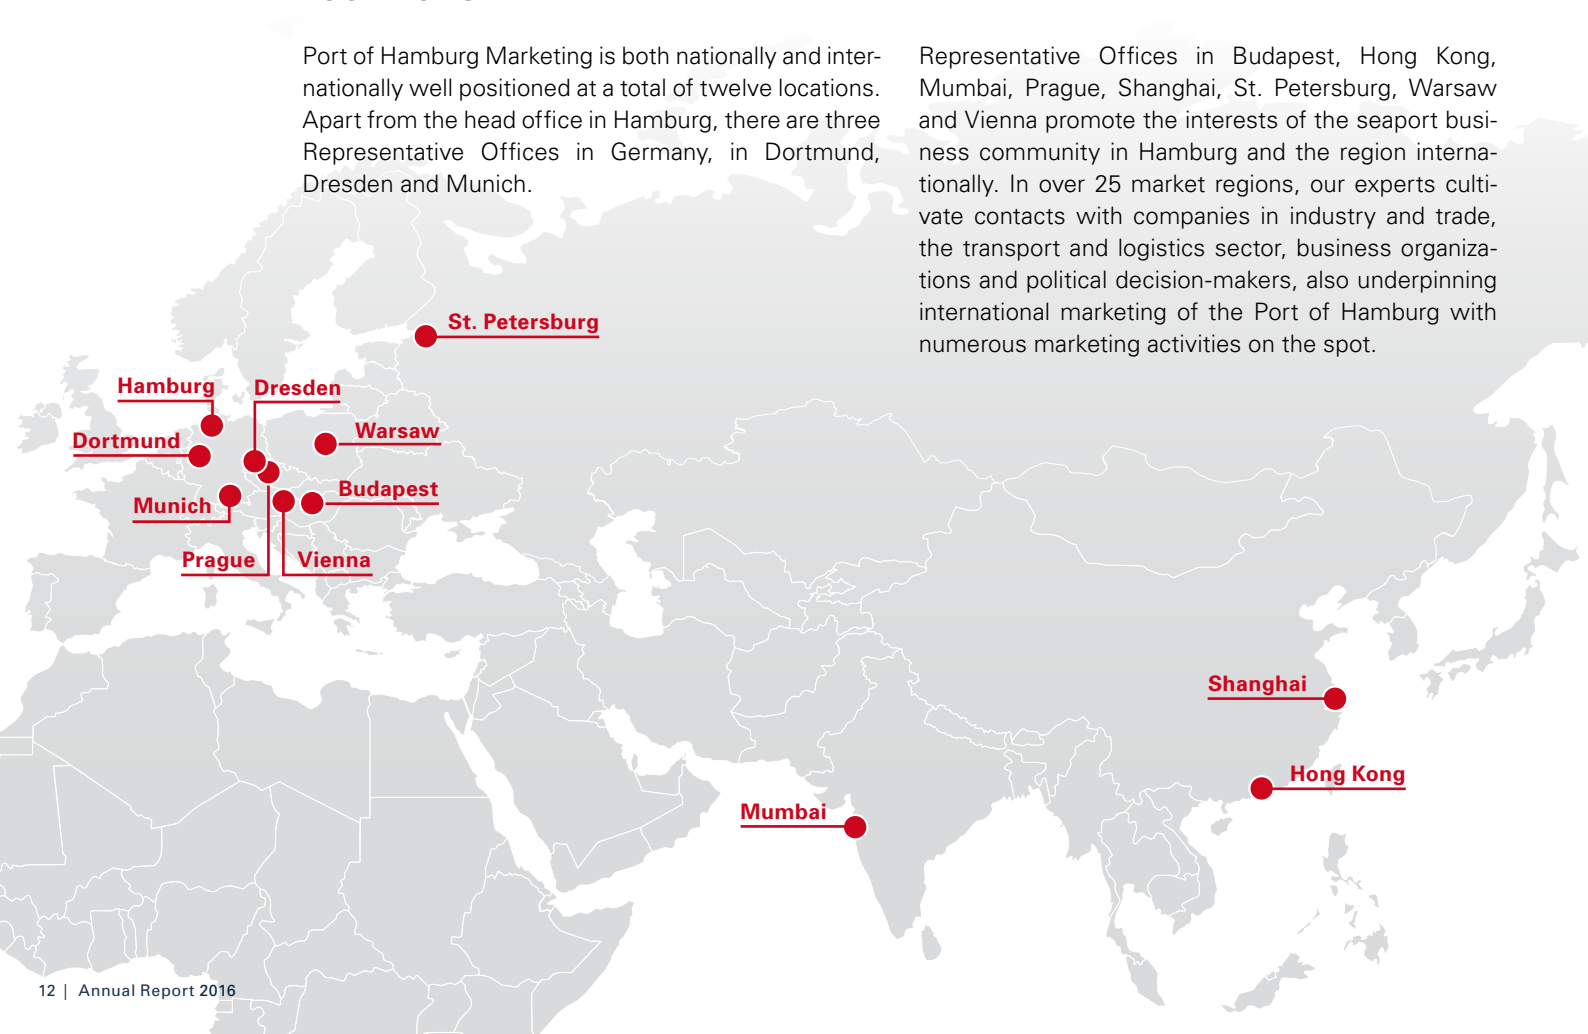 Port of Hamburg Marketing is both nationally and inter-
nationally well positioned at a total of twelve locations.
Apart from the head office in Hamburg, there are three
Representative Offices in Germany, in Dortmund,
Dresden and Munich.
Representative Offices in Budapest, Hong Kong,
Mumbai, Prague, Shanghai, St. Petersburg, Warsaw
and Vienna promote the interests of the seaport busi-
ness community in Hamburg and the region interna-
tionally. In over 25 market regions, our experts culti-
vate contacts with companies in industry and trade,
the transport and logistics sector, business organiza-
tions and political decision-makers, also underpinning
international marketing of the Port of Hamburg with
numerous marketing activities on the spot.
St. Petersburg
Hamburg
Dresden
Warsaw
Dortmund
Budapest
Munich
Prague
Vienna
Shanghai
Hong Kong
Mumbai
12 | Annual Report 2016